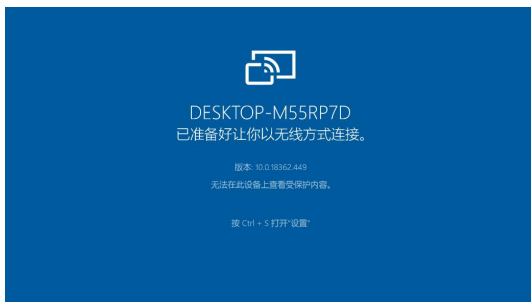 DESKTOP-M55RP7D
已准备好让你以无线方式连接。
版本: 10.0.18362.449
无法在此设备上查看受保护内容。
按 Ctrl + S 打开"设置"